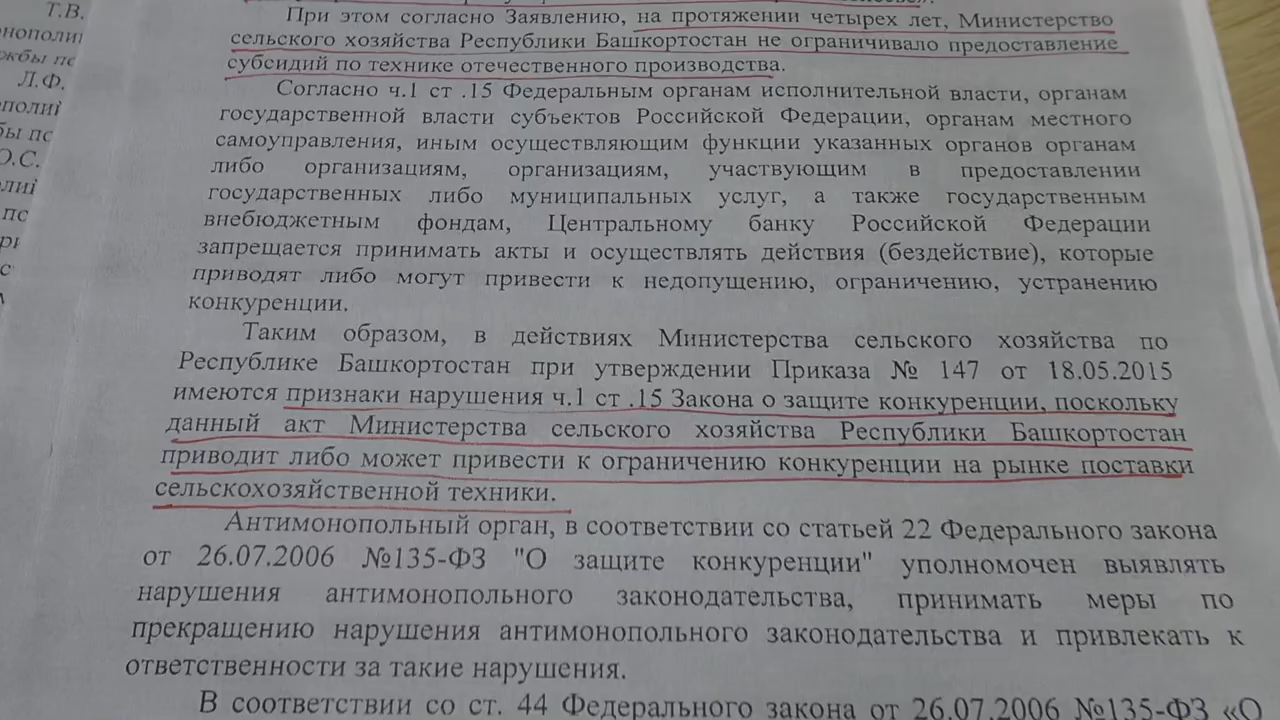 Т.В.
Л.Ф.
О.С.
При этом согласно Заявлению, на протяжении четырех лет, Министерство
сельского хозяйства Республики Башкортостан не ограничивало предоставление
субсидий по технике отечественного производства.
Согласно ч.1 ст .15 Федеральным органам исполнительной власти, органам
государственной власти субъектов Российской Федерации, органам местного
самоуправления, иным осуществляющим функции указанных органов органам
либо организациям, организациям, участвующим в предоставлении
государственных либо муниципальных услуг, а также государственным
внебюджетным фондам, Центральному банку Российской Федерации
запрещается принимать акты и осуществлять действия (бездействие), которые
приводят либо могут привести к недопущению, ограничению, устранению
конкуренции.
Таким образом, в действиях Министерства сельского хозяйства по
Республике Башкортостан при утверждении Приказа № 147 от 18.05.2015
имеются признаки нарушения ч.1 ст .15 Закона о защите конкуренции, поскольку
данный акт Министерства сельского хозяйства Республики Башкортостан
приводит либо может привести к ограничению конкуренции на рынке поставки
сельскохозяйственной техники.
Антимонопольный орган, в соответствии со статьей 22 Федерального закона
от 26.07.2006 №135-ФЗ "О защите конкуренции" уполномочен выявлять
нарушения антимонопольного законодательства, принимать меры по
прекращению нарушения антимонопольного законодательства и привлекать к
ответственности за такие нарушения.
В соответствии со ст. 44 Федерального закона от 26.07.2006 №135-ФЗ «О